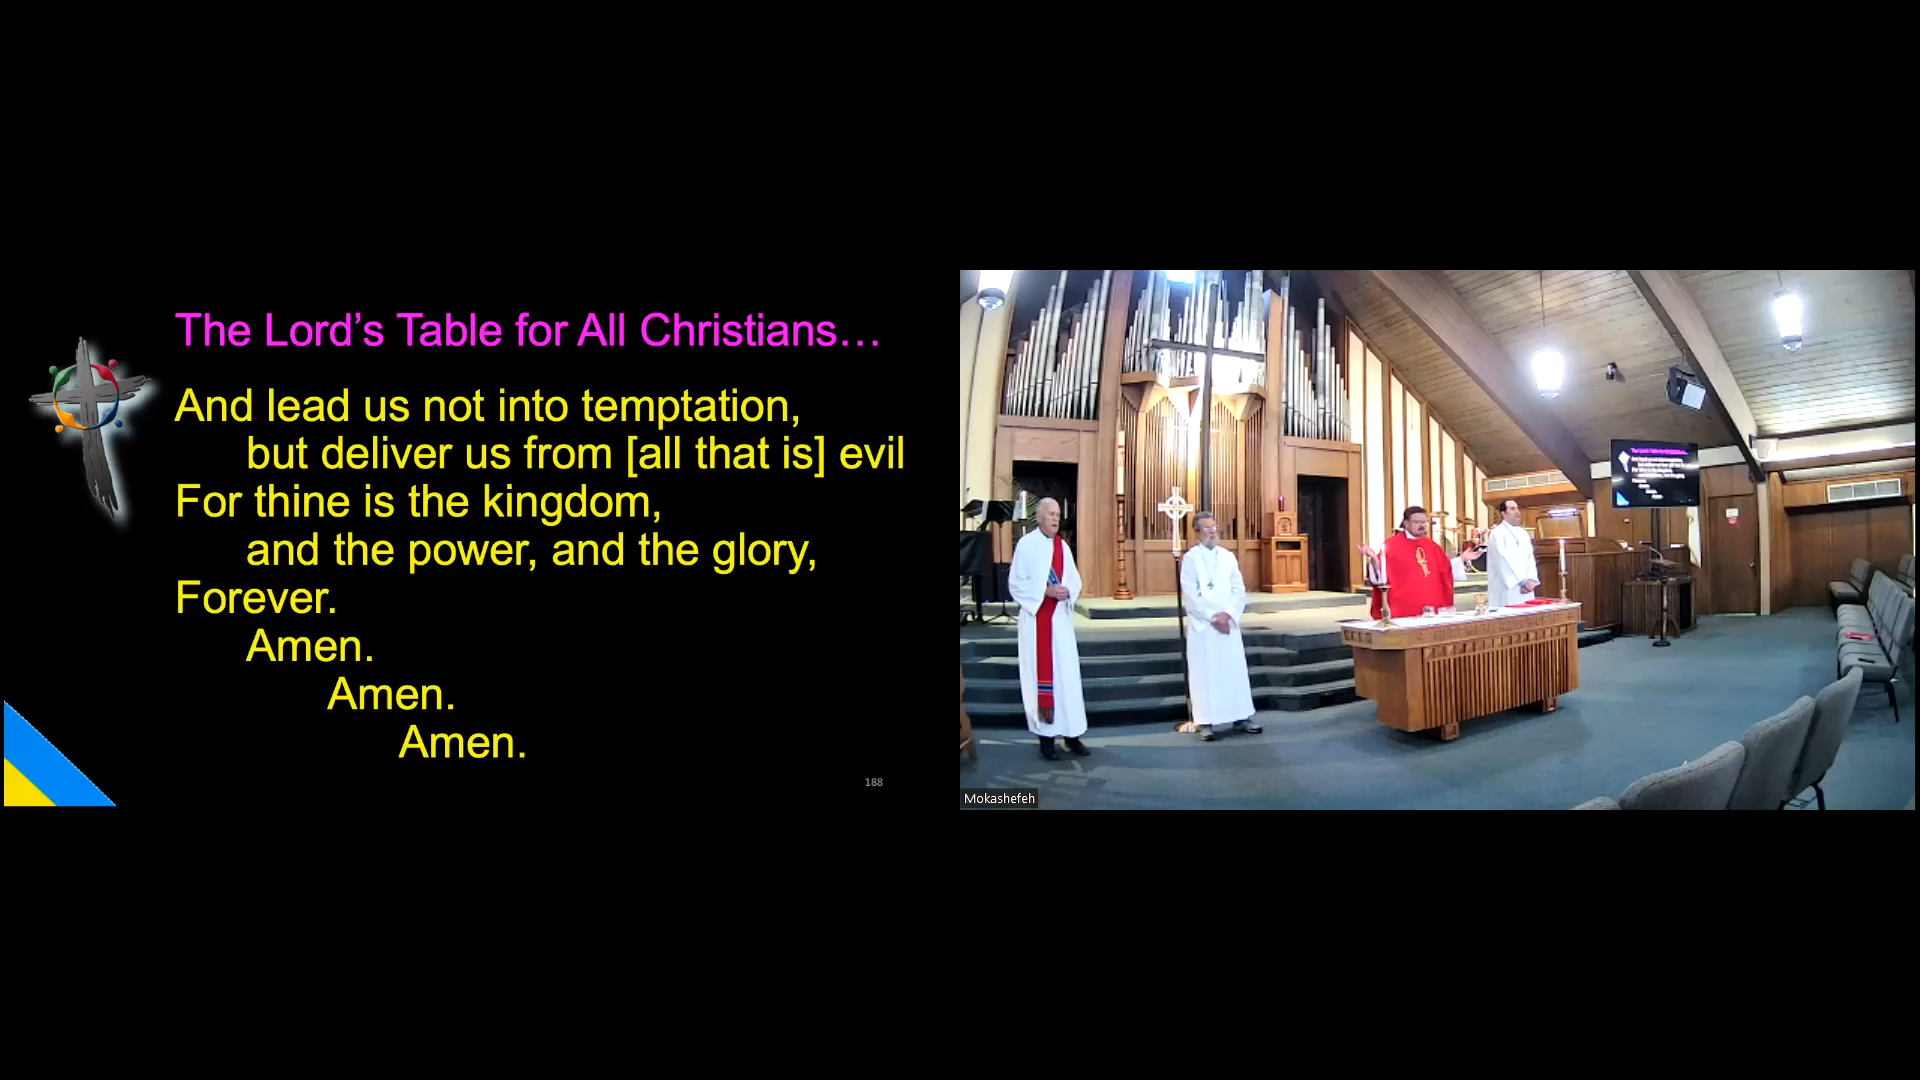 The Lord’s Table for All Christians…
And lead us not into temptation,
but deliver us from [all that is] evil
For thine is the kingdom,
and the power, and the glory,
Forever.
Amen.
Amen.
Amen.
188
Mokashefeh